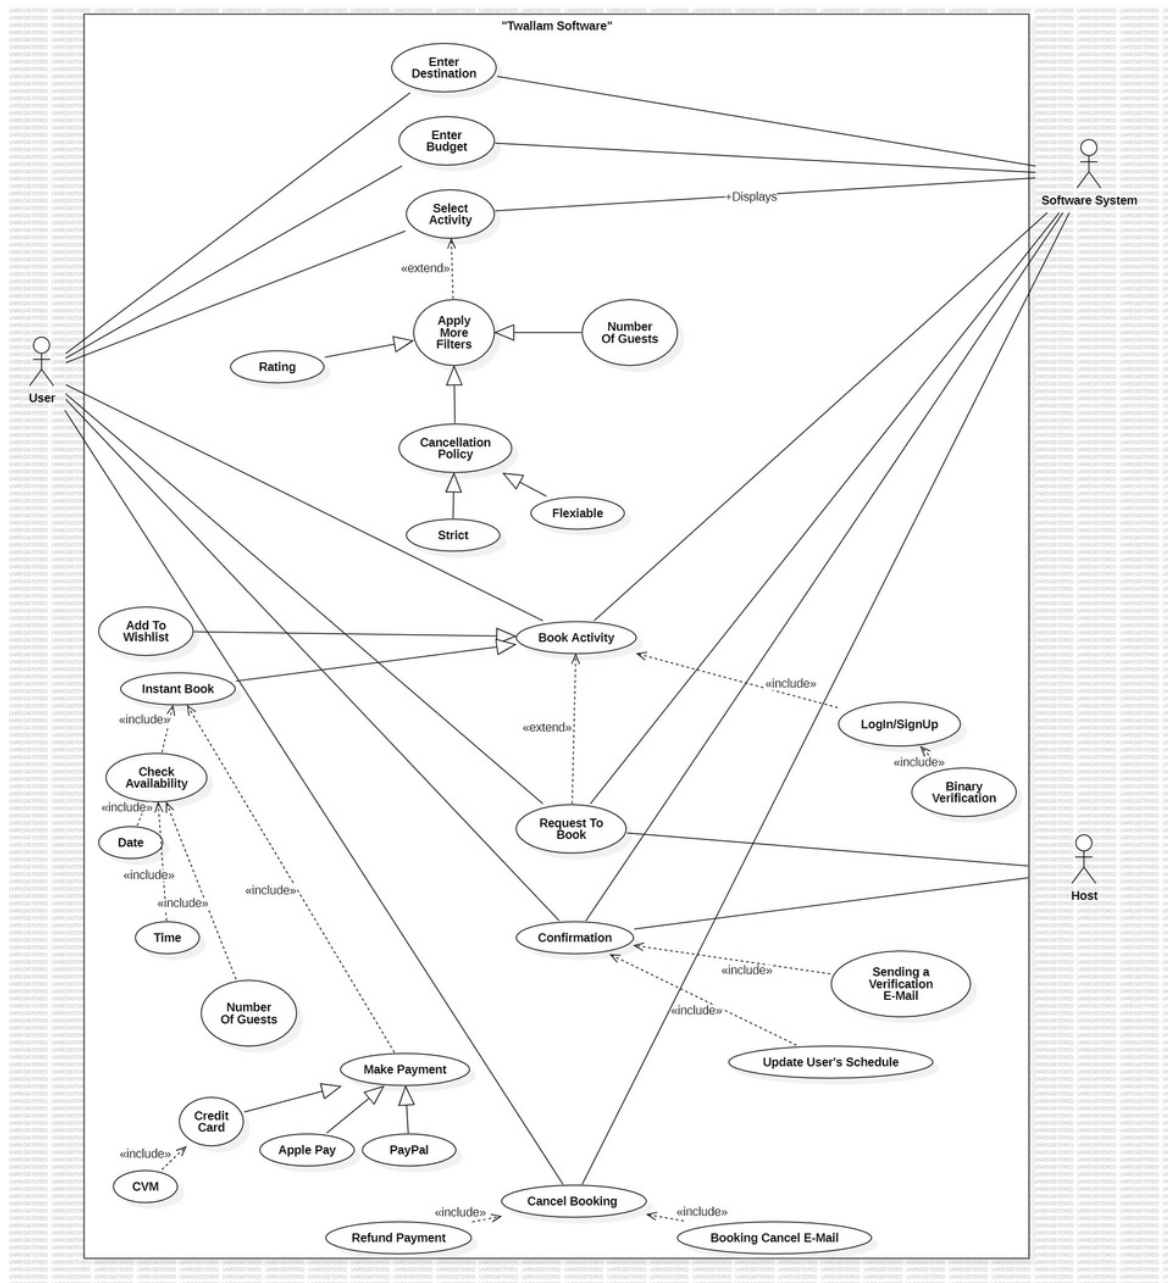 "Twallam Software"
Enter
Destination
Enter
Budget
Select
Activity
+Displays
Software System
«extend»
Apply
More
Filters
Number
Of Guests
Rating
User
Cancellation
Policy
Flexiable
Strict
Add To
Wishlist
Book Activity
Instant Book
«include»
«include»
«extend»
LogIn/SignUp
«include»
Binary
Verification
Check
Availability
«include»
Date
«include»
Request To
Book
Host
«include»
«include»
Time
Confirmation
«include»
Sending a
Verification
E-Mail
«include»
Number
Of Guests
Update User's Schedule
Make Payment
Credit
Card
Apple Pay
PayPal
«include»
CVM
Cancel Booking
«include»
«include»
Refund Payment
Booking Cancel E-Mail
UNREGISTERED